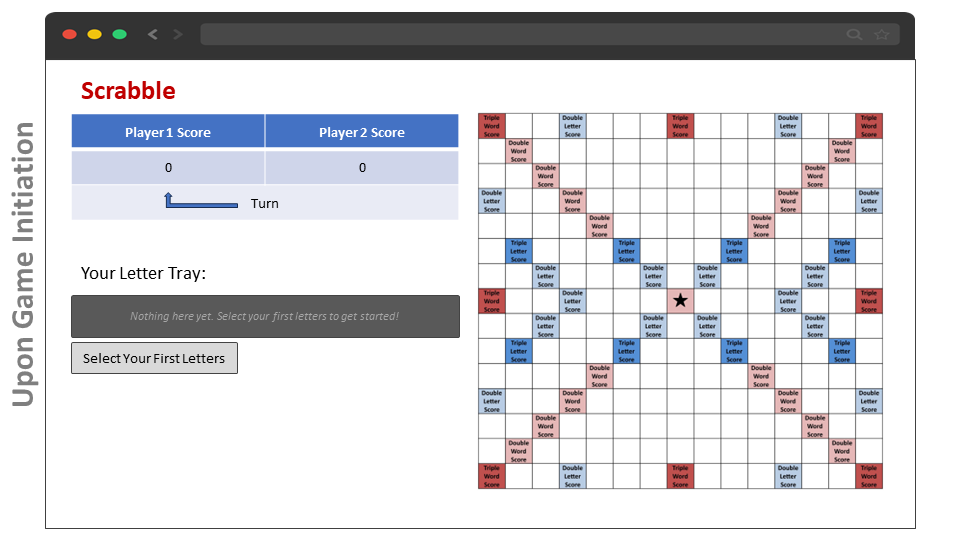 Upon Game Initiation
Scrabble
Player 1 Score Player 2 Score
0 0
Turn
Your Letter Tray:
Nothing here yet. Select your first letters to get started!
Select Your First Letters
Triple Double Triple Double Triple
Word Letter Word Letter Word
Score Score Score Score Score
Double Double
Word Word
Score Score
Double Double
Word Word
Score Score
Double Double Double Double
Letter Word Word Letter
Score Score Score Score
Double Double
Word Word
Score Score
Triple Triple Triple Triple
Letter Letter Letter Letter
Score Score Score Score
Double Double Double Double
Letter Letter Letter Letter
Score Score Score Score
Triple Double Double Triple
Word Letter Letter Word
Score Score Score Score
Double Double Double Double
Letter Letter Letter Letter
Score Score Score Score
Triple Triple Triple Triple
Letter Letter Letter Letter
Score Score Score Score
Double Double
Word Word
Score Score
Double Double Double Double
Letter Word Word Letter
Score Score Score Score
Double Double
Word Word
Score Score
Double Double
Word Word
Score Score
Triple Double Triple Double Triple
Word Letter Word Letter Word
Score Score Score Score Score